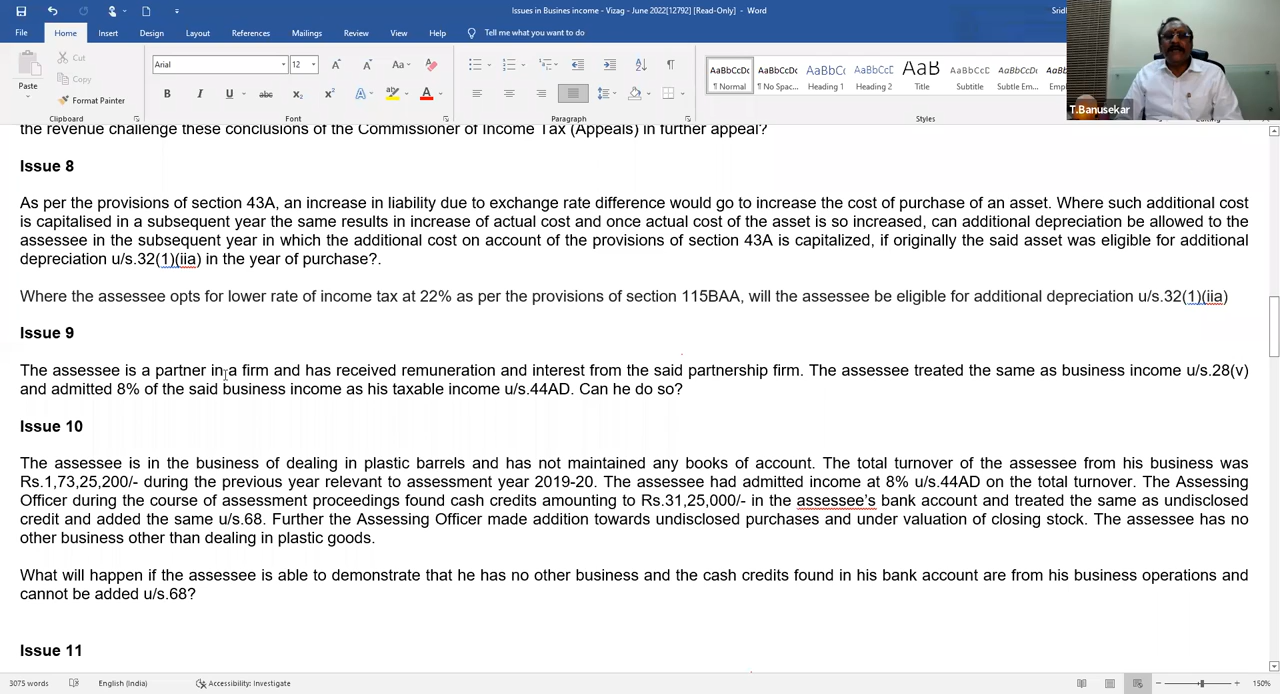 Issues in Busines income - Vizag - June 2022[12792] [Read-Only] - Word
Sridh
File Home Insert Design Layout References Mailings Review View Help Tell me what you want to do
Paste
Cut
Copy
Format Painter
Clipboard
Arial 12
Font
Paragraph
AaBbCcDc AaBbCcDc AaBbCc AaBbCcD AaB AaBbCcD AaBbCcDc
¶ Normal ¶ No Spac... Heading 1 Heading 2 Title Subtitle Subtle Em...
Styles
T.Banusekar
the revenue challenge these conclusions of the Commissioner of Income Tax (Appeals) in further appeal?
Issue 8
As per the provisions of section 43A, an increase in liability due to exchange rate difference would go to increase the cost of purchase of an asset. Where such additional cost
is capitalised in a subsequent year the same results in increase of actual cost and once actual cost of the asset is so increased, can additional depreciation be allowed to the
assessee in the subsequent year in which the additional cost on account of the provisions of section 43A is capitalized, if originally the said asset was eligible for additional
depreciation u/s.32(1)(iia) in the year of purchase?.
Where the assessee opts for lower rate of income tax at 22% as per the provisions of section 115BAA, will the assessee be eligible for additional depreciation u/s.32(1)(iia)
Issue 9
The assessee is a partner in a firm and has received remuneration and interest from the said partnership firm. The assessee treated the same as business income u/s.28(v)
and admitted 8% of the said business income as his taxable income u/s.44AD. Can he do so?
Issue 10
The assessee is in the business of dealing in plastic barrels and has not maintained any books of account. The total turnover of the assessee from his business was
Rs.1,73,25,200/- during the previous year relevant to assessment year 2019-20. The assessee had admitted income at 8% u/s.44AD on the total turnover. The Assessing
Officer during the course of assessment proceedings found cash credits amounting to Rs.31,25,000/- in the assessee's bank account and treated the same as undisclosed
credit and added the same u/s.68. Further the Assessing Officer made addition towards undisclosed purchases and under valuation of closing stock. The assessee has no
other business other than dealing in plastic goods.
What will happen if the assessee is able to demonstrate that he has no other business and the cash credits found in his bank account are from his business operations and
cannot be added u/s.68?
Issue 11
3075 words English (India) Accessibility: Investigate 150%